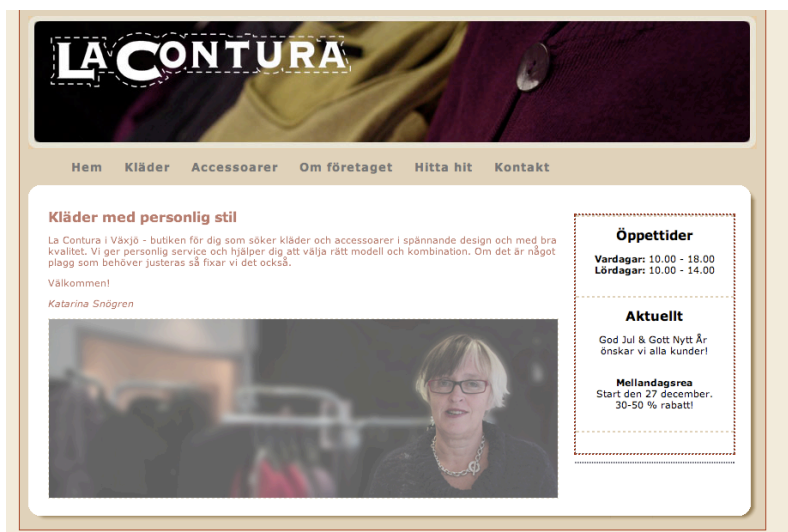 LA CONTURA
Hem Kläder Accessoarer Om företaget Hitta hit Kontakt
Kläder med personlig stil
La Contura i Växjö - butiken för dig som söker kläder och accessoarer i spännande design och med bra
kvalitet. Vi ger personlig service och hjälper dig att välja rätt modell och kombination. Om det är något
plagg som behöver justeras så fixar vi det också.
Välkommen!
Katarina Snögren
Öppettider
Vardagar: 10.00 - 18.00
Lördagar: 10.00 - 14.00
Aktuellt
God Jul & Gott Nytt År
önskar vi alla kunder!
Mellandagsrea
Start den 27 december.
30-50 % rabatt!